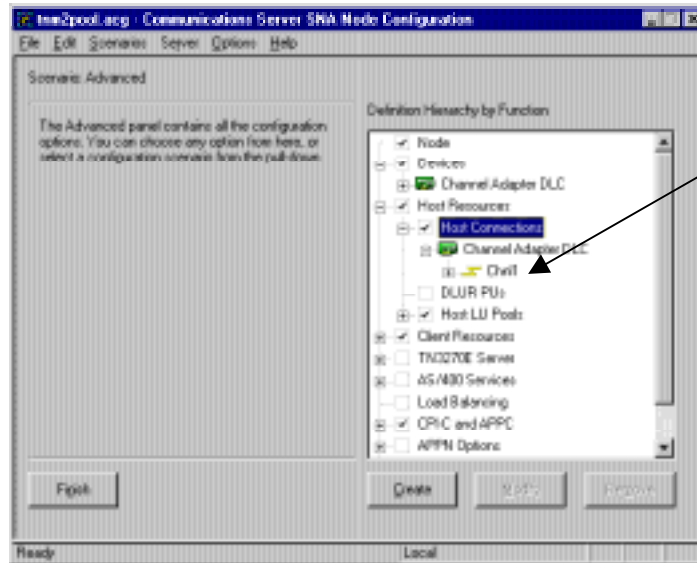 tnm2pool.acg - Communications Server SNA Node Configuration
File Edit Scenarios Server Options Help
Scenario: Advanced
The Advanced panel contains all the configuration
options. You can choose any option from here, or
select a configuration scenario from the pull-down
Definition Hierarchy by Function
Node
Devices
Channel Adapter DLC
Host Resources
Host Connections
Channel Adapter DLC
DLUR PUs
Host LU Pools
Client Resources
TN3270E Server
AS/400 Services
Load Balancing
CPI-C and APPC
APPN Options
Finish
Create Modify Remove
Ready Local